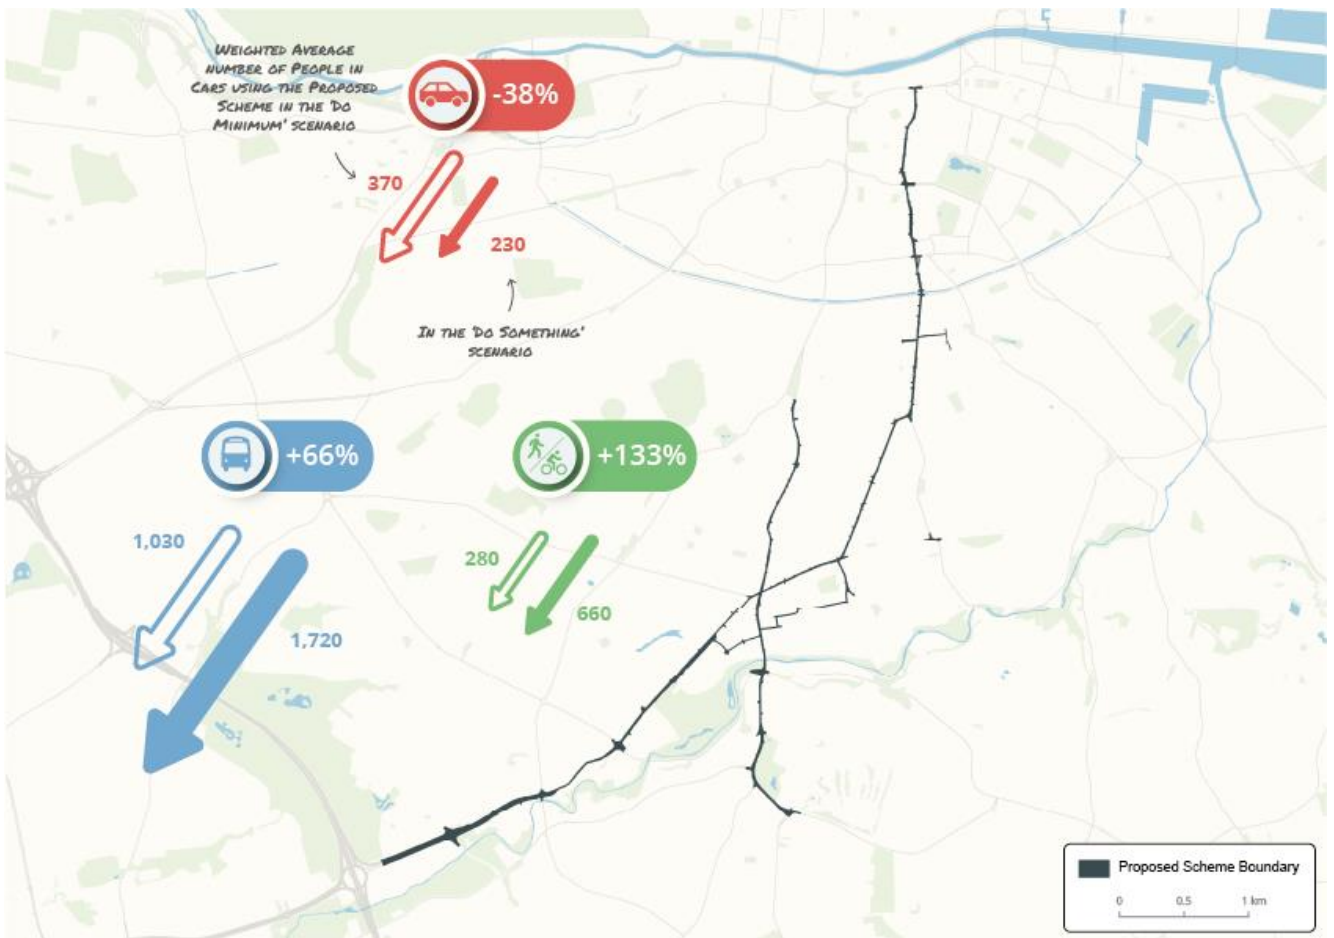 WEIGHTED AVERAGE
NUMBER OF PEOPLE IN
CARS USING THE PROPOSED
SCHEME IN THE 'DO
MINIMUM' SCENARIO
-38%
370
230
IN THE 'DO SOMETHING'
SCENARIO
+66%
+133%
1,030
280
660
1,720
Proposed Scheme Boundary
0 0.5 1 km